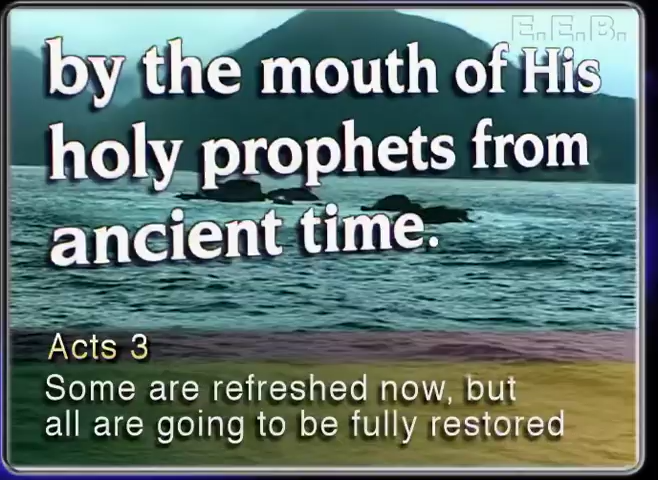 E.E.B.
by the mouth of His
holy prophets from
ancient time.
Acts 3
Some are refreshed now, but
all are going to be fully restored